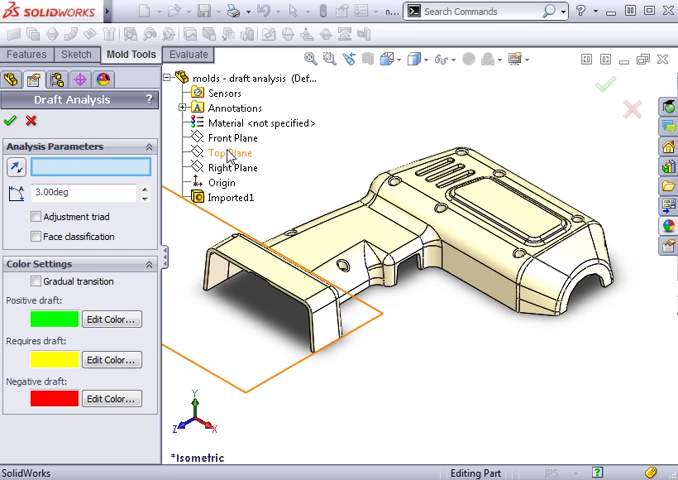 SOLIDWORKS
n...
Search Commands
Features
Sketch
Mold Tools
Evaluate
Draft Analysis
?
Analysis Parameters
3.00deg
Adjustment triad
Face classification
Color Settings
Gradual transition
Positive draft:
Edit Color...
Requires draft:
Edit Color...
Negative draft:
Edit Color...
molds - draft analysis (Def...
Sensors
Annotations
Material <not specified>
Front Plane
Top Plane
Right Plane
Origin
Imported1
Y
Z
X
*Isometric
SolidWorks
Editing Part
IPS